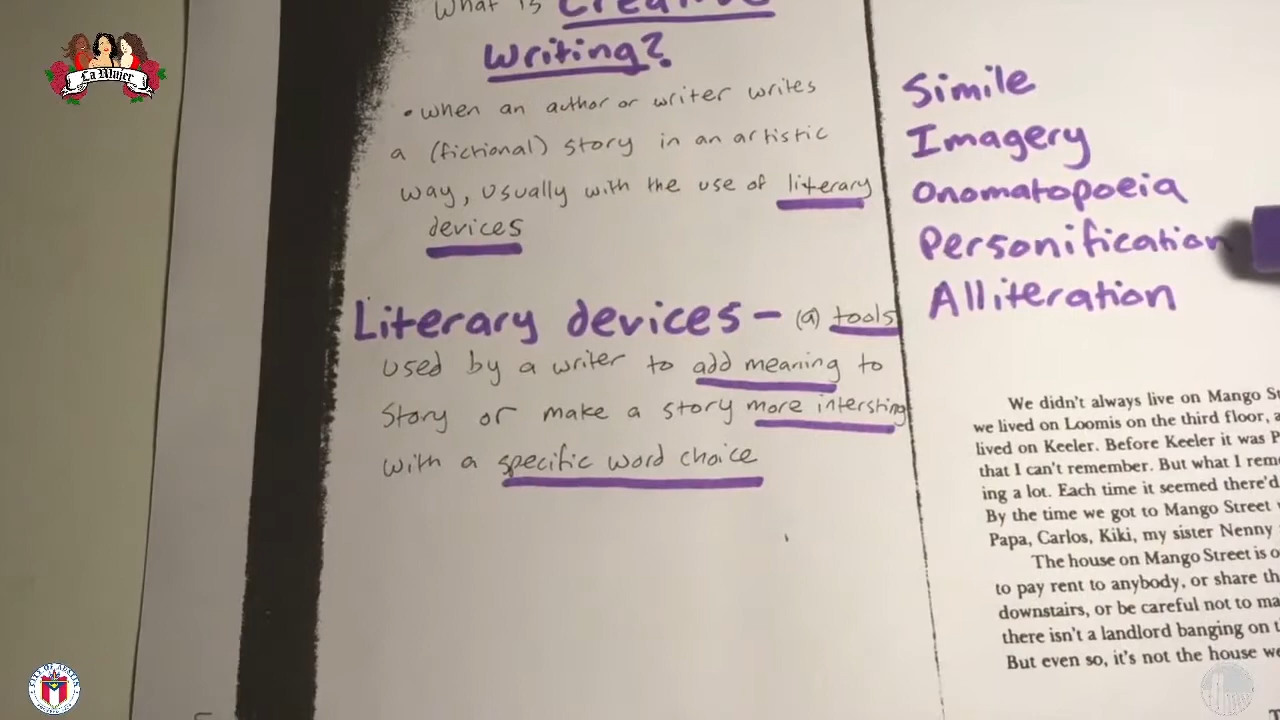 What is Creative
Writing?
• when an author or writer writes
a (fictional) story in an artistic
way, usually with the use of literary
devices
Literary devices - (a) tools
used by a writer to add meaning to
story or make a story more intersting
with a specific word choice
Simile
Imagery
Onomatopoeia
Personification
Alliteration
We didn't always live on Mango
we lived on Loomis on the third floor,
lived on Keeler. Before Keeler it was
that I can't remember. But what I
ing a lot. Each time it seemed there'd
By the time we got to Mango Street
Papa, Carlos, Kiki, my sister Nenny
The house on Mango Street is
to pay rent to anybody, or share
downstairs, or be careful not to
there isn't a landlord banging on
But even so, it's not the house
La Mujer